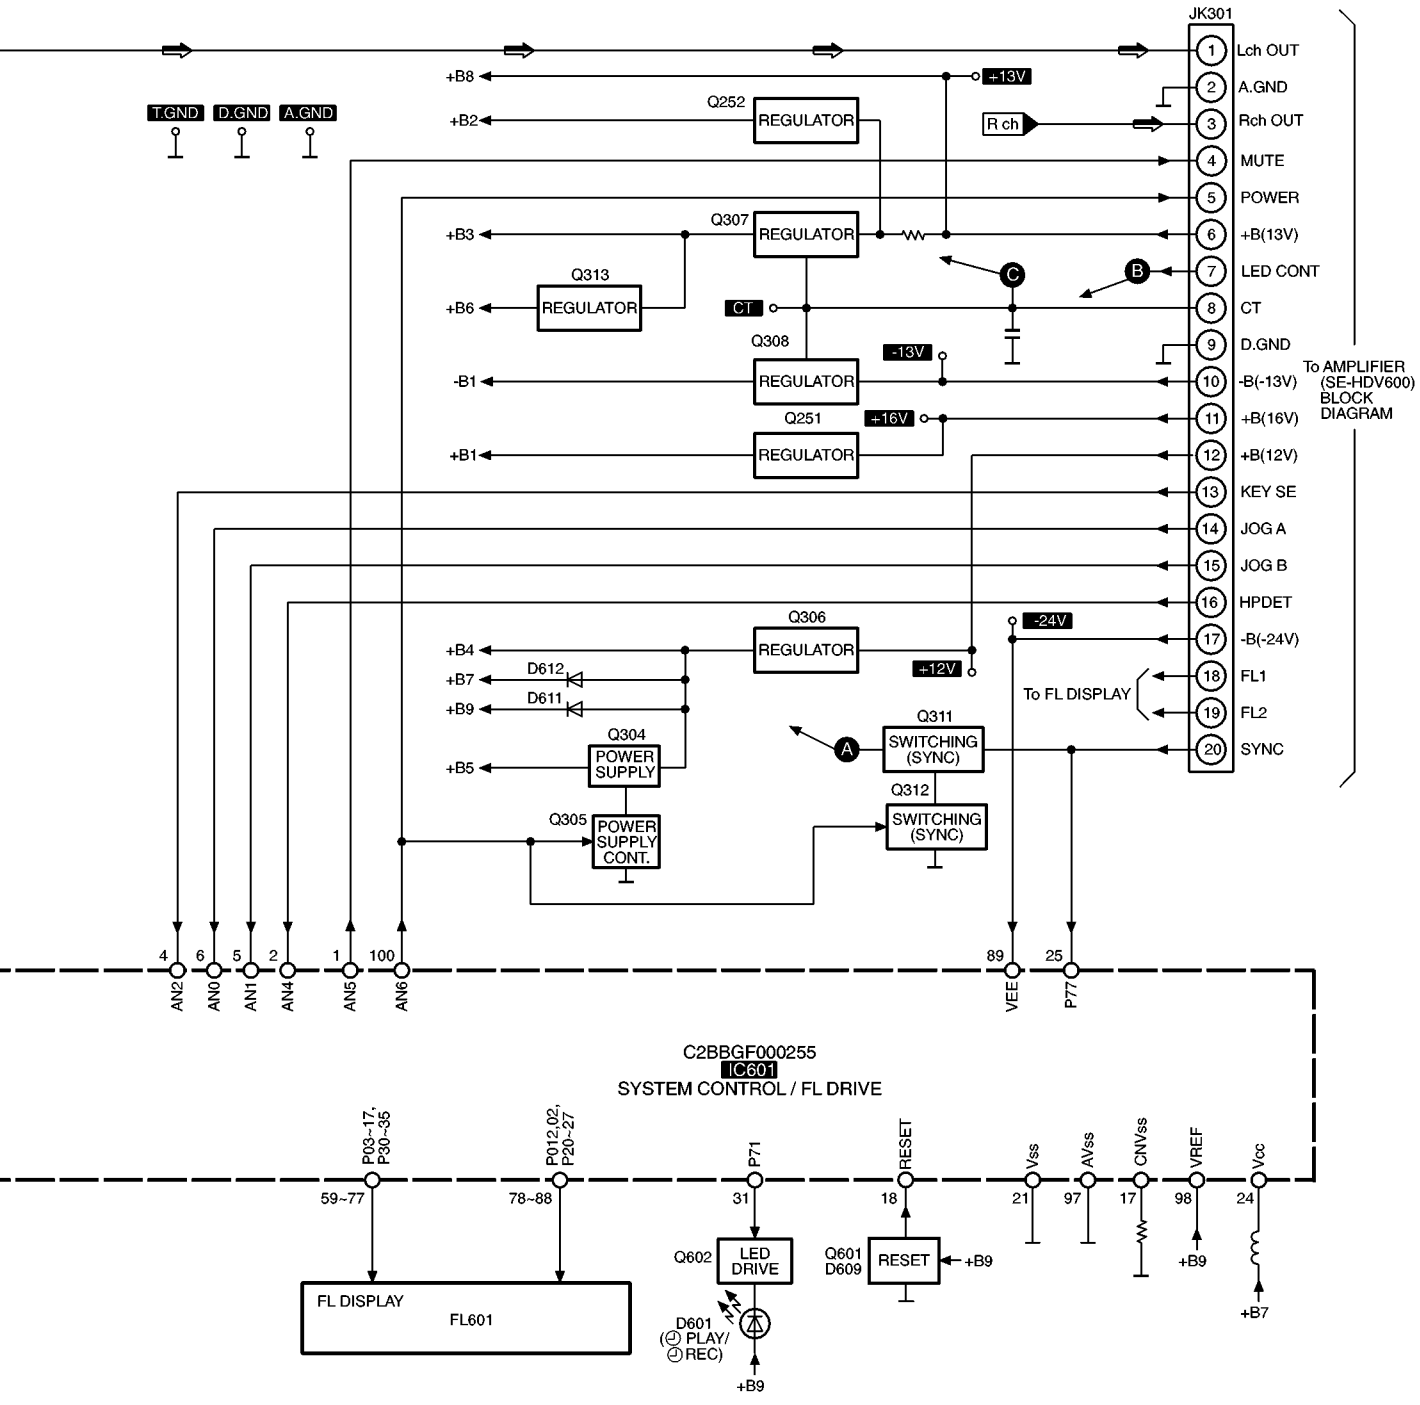 JK301
1 Lch OUT
+B8
+13V
2 A.GND
T.GND D.GND A.GND
Q252
+B2 REGULATOR
R ch
3 Rch OUT
4 MUTE
5 POWER
Q307
+B3 REGULATOR
6 +B(13V)
Q313
C
B
7 LED CONT
+B6 REGULATOR
CT
8 CT
Q308
-13V
9 D.GND
-B1 REGULATOR
10 -B(-13V)
To AMPLIFIER
(SE-HDV600)
BLOCK
DIAGRAM
Q251
+16V
11 +B(16V)
+B1 REGULATOR
12 +B(12V)
13 KEY SE
14 JOG A
15 JOG B
16 HPDET
Q306
-24V
17 -B(-24V)
+B4 REGULATOR
+12V
D612
+B7
To FL DISPLAY
18 FL1
D611
+B9
19 FL2
Q304
Q311
+B5
POWER
SUPPLY
A
SWITCHING
(SYNC)
20 SYNC
Q312
SWITCHING
(SYNC)
Q305
POWER
SUPPLY
CONT.
4 6 5 2 1 100 89 25
AN2 AN0 AN1 AN4 AN5 AN6 VEE P77
C2BBGF000255
IC601
SYSTEM CONTROL / FL DRIVE
P03~17,
P30~35
P012,02,
P20~27
P71
RESET
Vss
AVss
CNVss
VREF
Vcc
59~77 78~88 31 18 21 97 17 98 24
Q602
LED
DRIVE
Q601
D609
RESET
+B9
+B9
+B7
FL DISPLAY
FL601
D601
( PLAY/
REC)
+B9